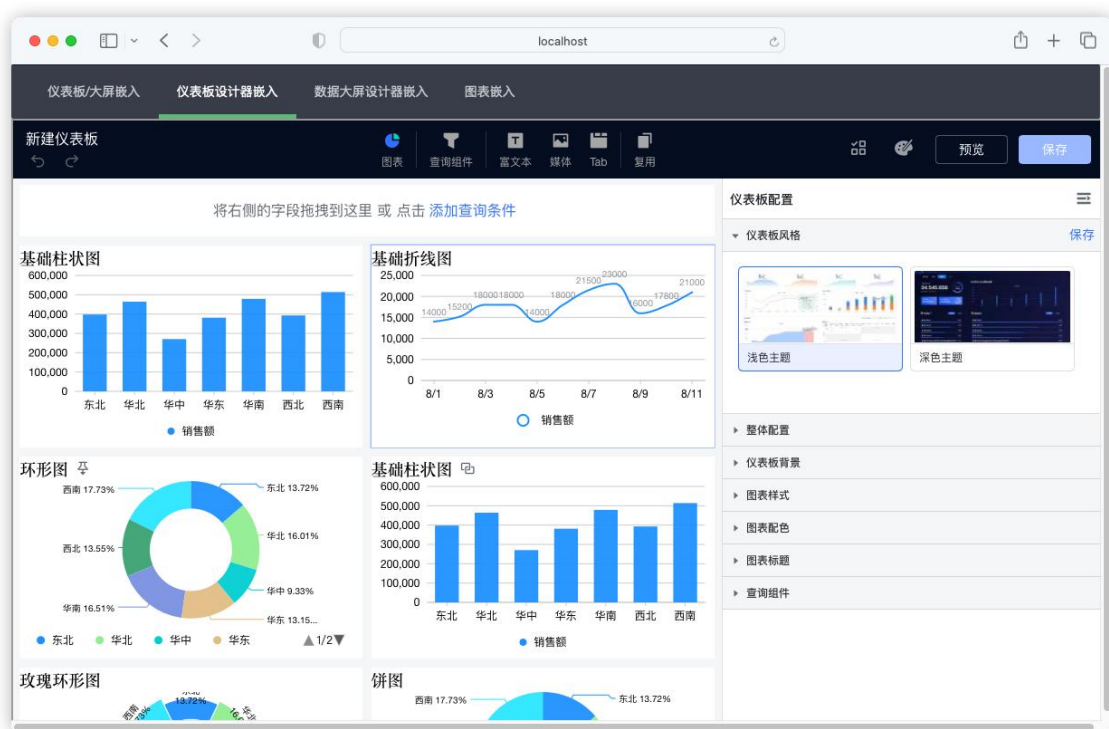 localhost
仪表板/大屏嵌入 仪表板设计器嵌入 数据大屏设计器嵌入 图表嵌入
新建仪表板
图表 查询组件 富文本 媒体 Tab 复用
预览 保存
将右侧的字段拖拽到这里 或 点击 添加查询条件
基础柱状图
600,000
500,000
400,000
300,000
200,000
100,000
0
东北 华北 华中 华东 华南 西北 西南
销售额
基础折线图
25,000
20,000
15,000
10,000
5,000
0
14000 15200 18000 18000 14000 18000 21500 23000 16000 17800 21000
8/1 8/3 8/5 8/7 8/9 8/11
销售额
环形图
西南 17.73%
东北 13.72%
华北 16.01%
西北 13.55%
华中 9.33%
华南 16.51%
华东 13.15...
东北 华北 华中 华东 1/2
基础柱状图
600,000
500,000
400,000
300,000
200,000
100,000
0
东北 华北 华中 华东 华南 西北 西南
销售额
玫瑰环形图
13.72%
西南
饼图
西南 17.73%
东北 13.72%
仪表板配置
仪表板风格 保存
浅色主题 深色主题
整体配置
仪表板背景
图表样式
图表配色
图表标题
查询组件